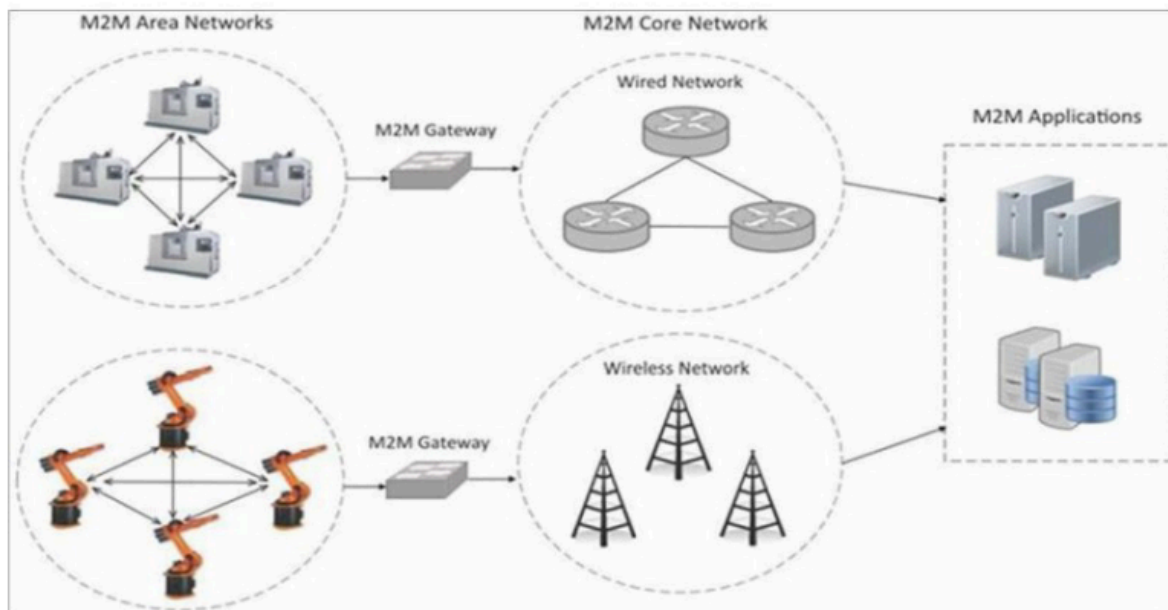 M2M Area Networks
M2M Core Network
Wired Network
M2M Gateway
M2M Applications
Wireless Network
M2M Gateway